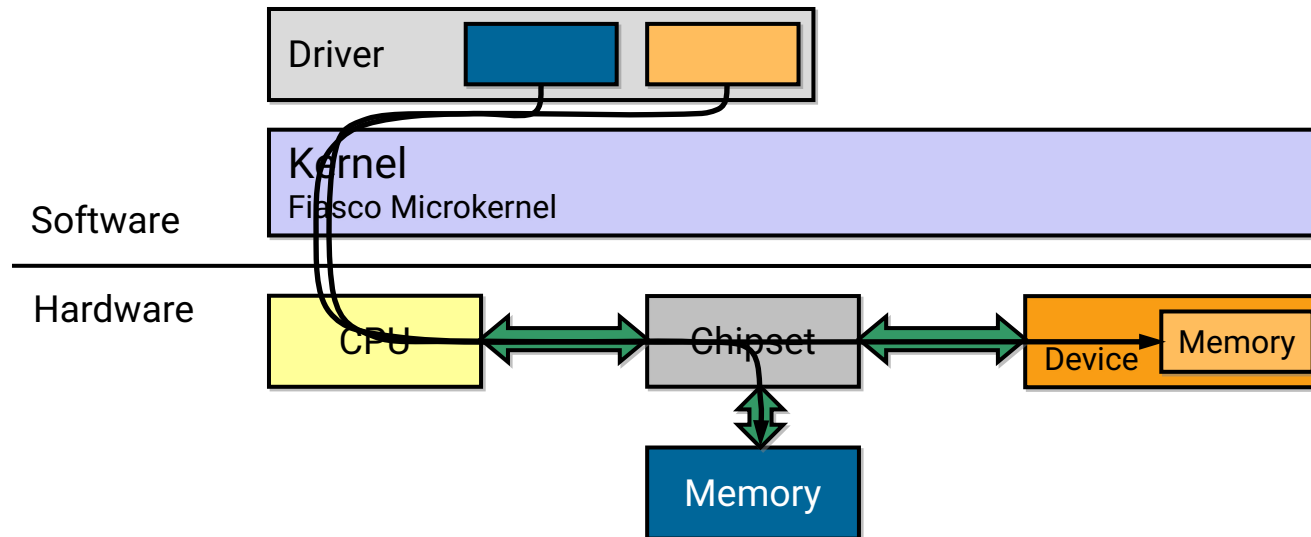 Driver
Kernel
Fiasco Microkernel
Software
Hardware
CPU
Chipset
Device
Memory
Memory